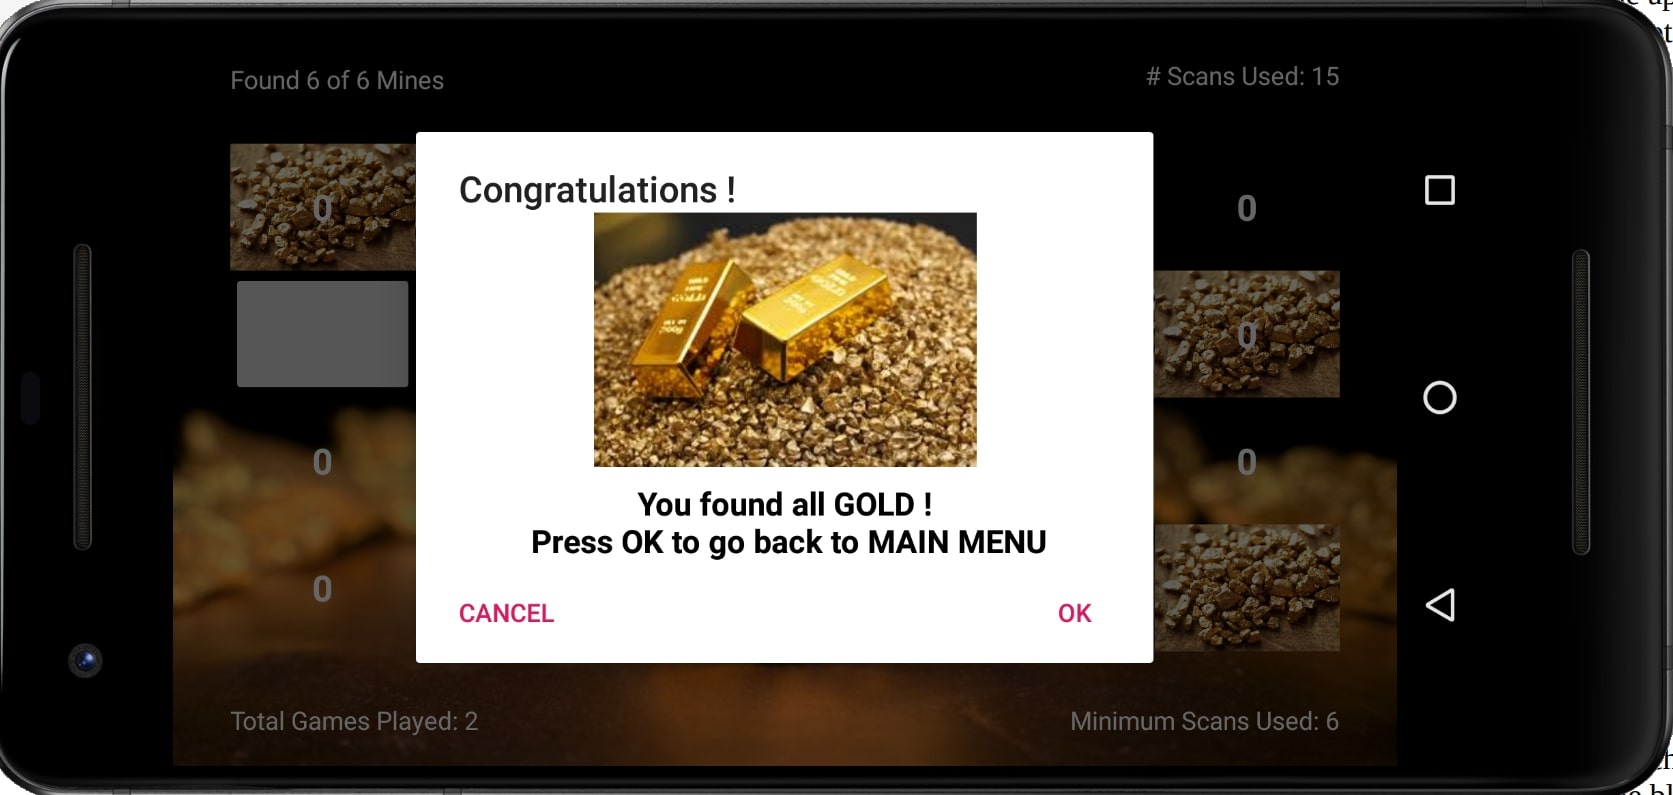 Found 6 of 6 Mines
# Scans Used: 15
Congratulations !
0
0
0
0
0
0
0
You found all GOLD !
Press OK to go back to MAIN MENU
CANCEL
OK
Total Games Played: 2
Minimum Scans Used: 6